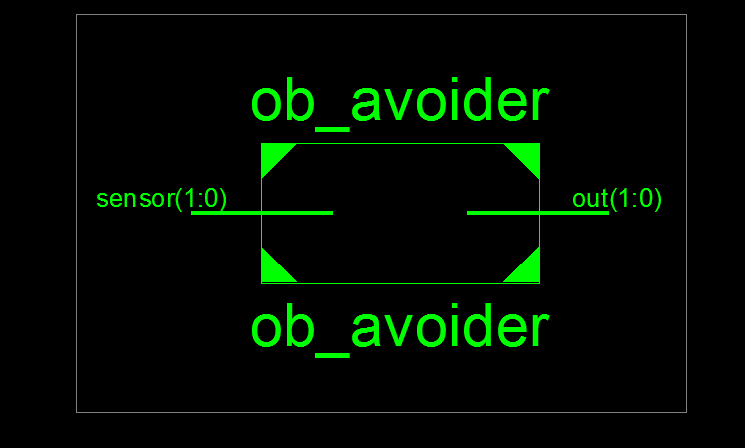 ob_avoider
sensor(1:0)
out(1:0)
ob_avoider